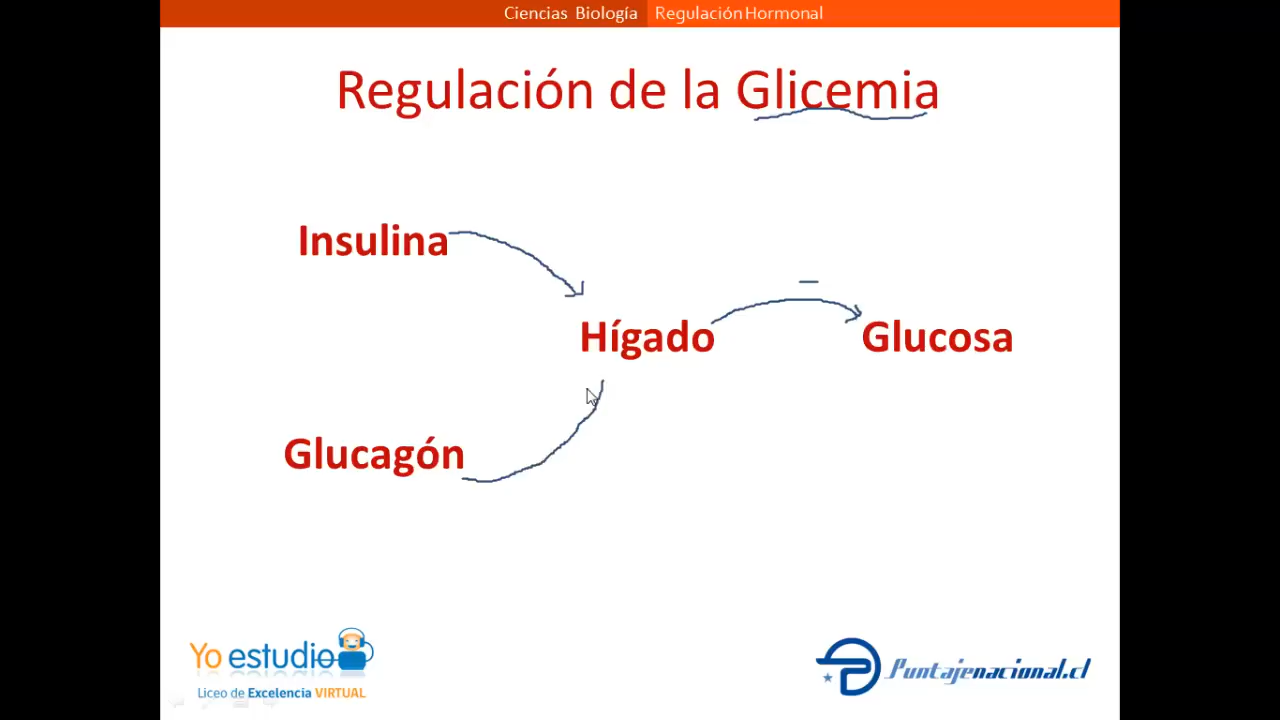 Ciencias Biología Regulación Hormonal
Regulación de la Glicemia
Insulina
Hígado
Glucosa
Glucagón
Yo estudio
Liceo de Excelencia VIRTUAL
Puntajenacional.cl